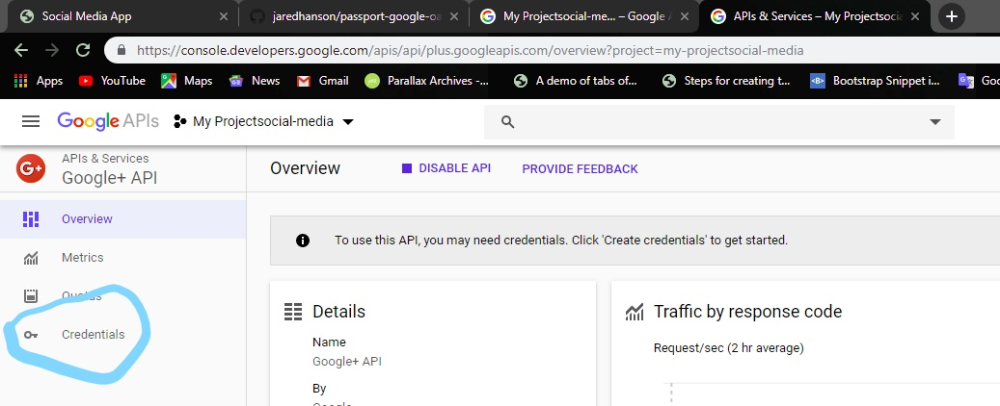 Social Media App
jaredhanson/passport-google-oa
My Projectsocial-me... – Google A
APIs & Services – My Projectsocia
https://console.developers.google.com/apis/api/plus.googleapis.com/overview?project=my-projectsocial-media
Apps YouTube Maps News Gmail Parallax Archives -... A demo of tabs of... Steps for creating t... Bootstrap Snippet i... Goo
Google APIs My Projectsocial-media
G+ APIs & Services
Google+ API
Overview DISABLE API PROVIDE FEEDBACK
Overview
Metrics
Quotas
Credentials
To use this API, you may need credentials. Click 'Create credentials' to get started.
Details
Name
Google+ API
By
Google
Traffic by response code
Request/sec (2 hr average)